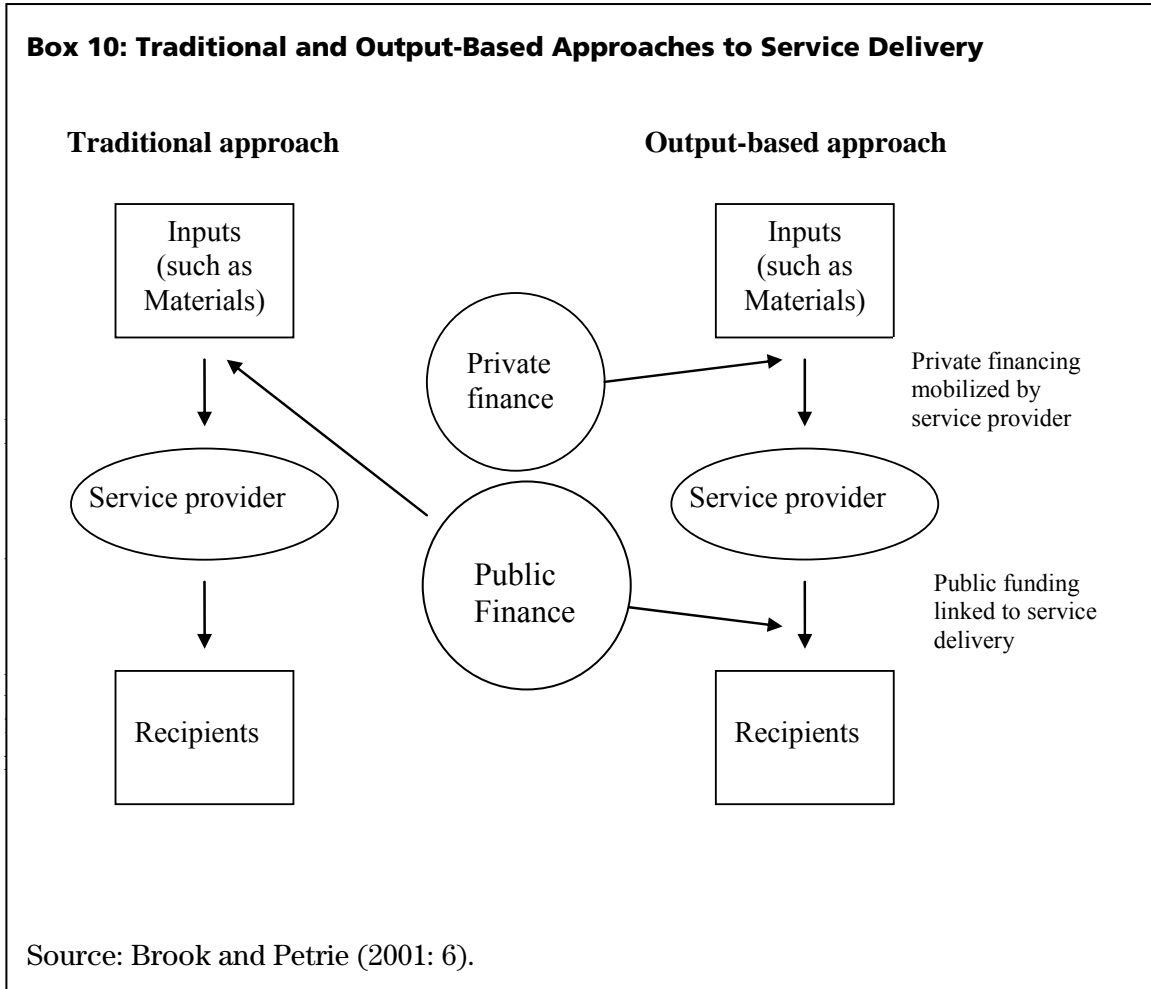 Box 10: Traditional and Output-Based Approaches to Service Delivery
Traditional approach
Output-based approach
Inputs
(such as
Materials)
Inputs
(such as
Materials)
Private
finance
Private financing
mobilized by
service provider
Service provider
Service provider
Public
Finance
Public funding
linked to service
delivery
Recipients
Recipients
Source: Brook and Petrie (2001: 6).